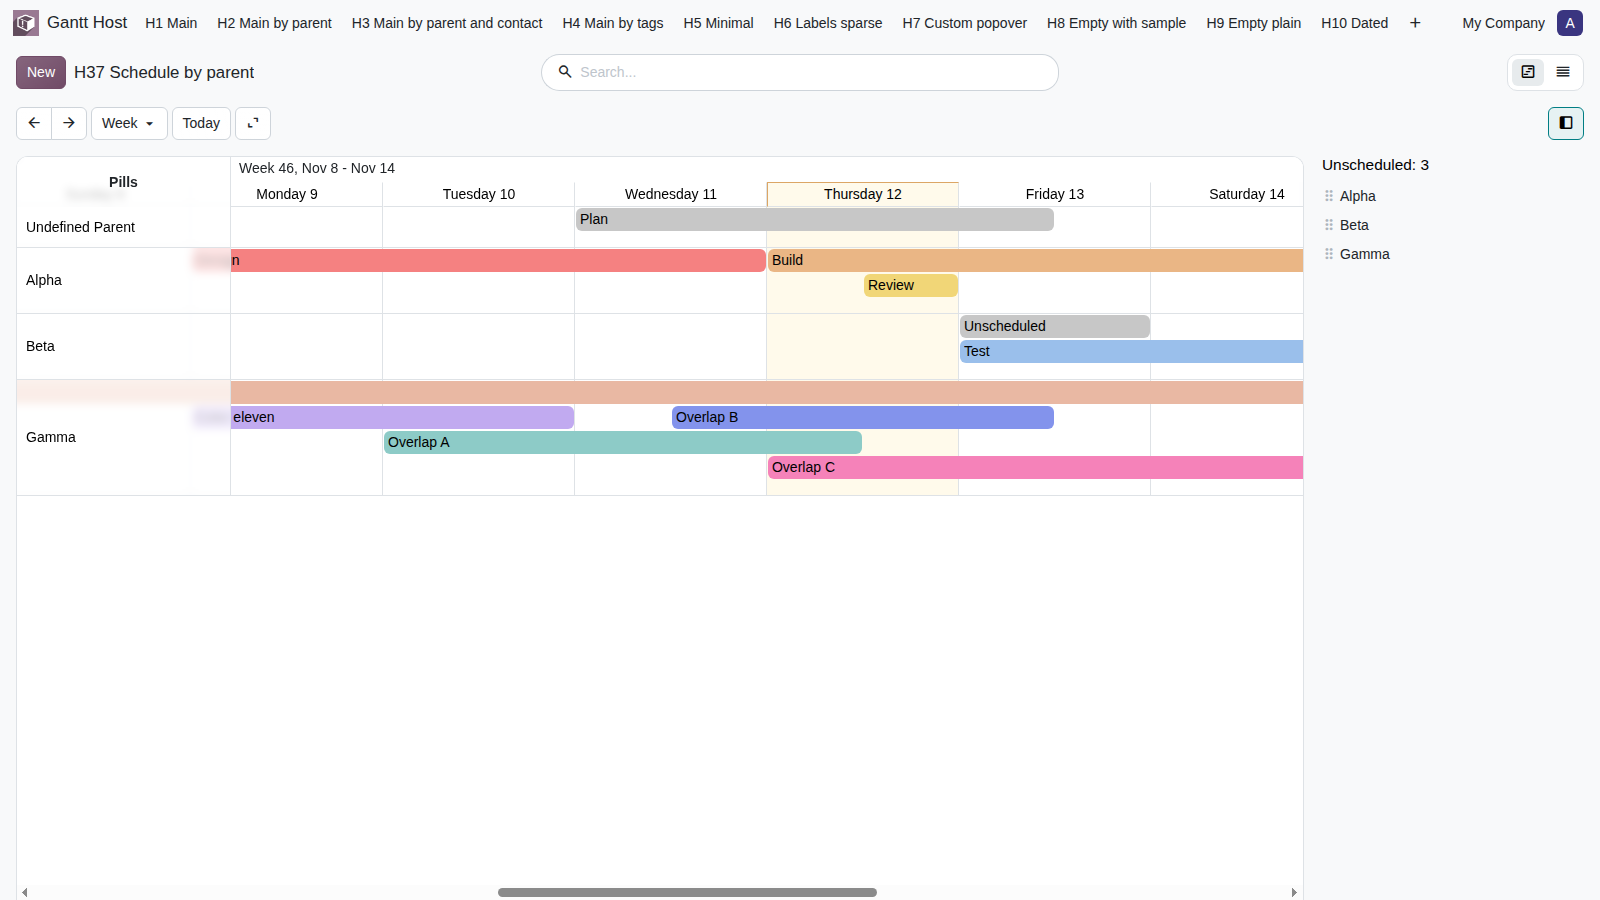 Gantt Host H1 Main H2 Main by parent H3 Main by parent and contact H4 Main by tags H5 Minimal H6 Labels sparse H7 Custom popover H8 Empty with sample H9 Empty plain H10 Dated + My Company A
New H37 Schedule by parent Search...
Week Today
Week 46, Nov 8 - Nov 14
Pills
Monday 9 Tuesday 10 Wednesday 11 Thursday 12 Friday 13 Saturday 14
Undefined Parent
Plan
Alpha
n
Build
Review
Beta
Unscheduled
Test
Gamma
eleven
Overlap B
Overlap A
Overlap C
Unscheduled: 3
Alpha
Beta
Gamma